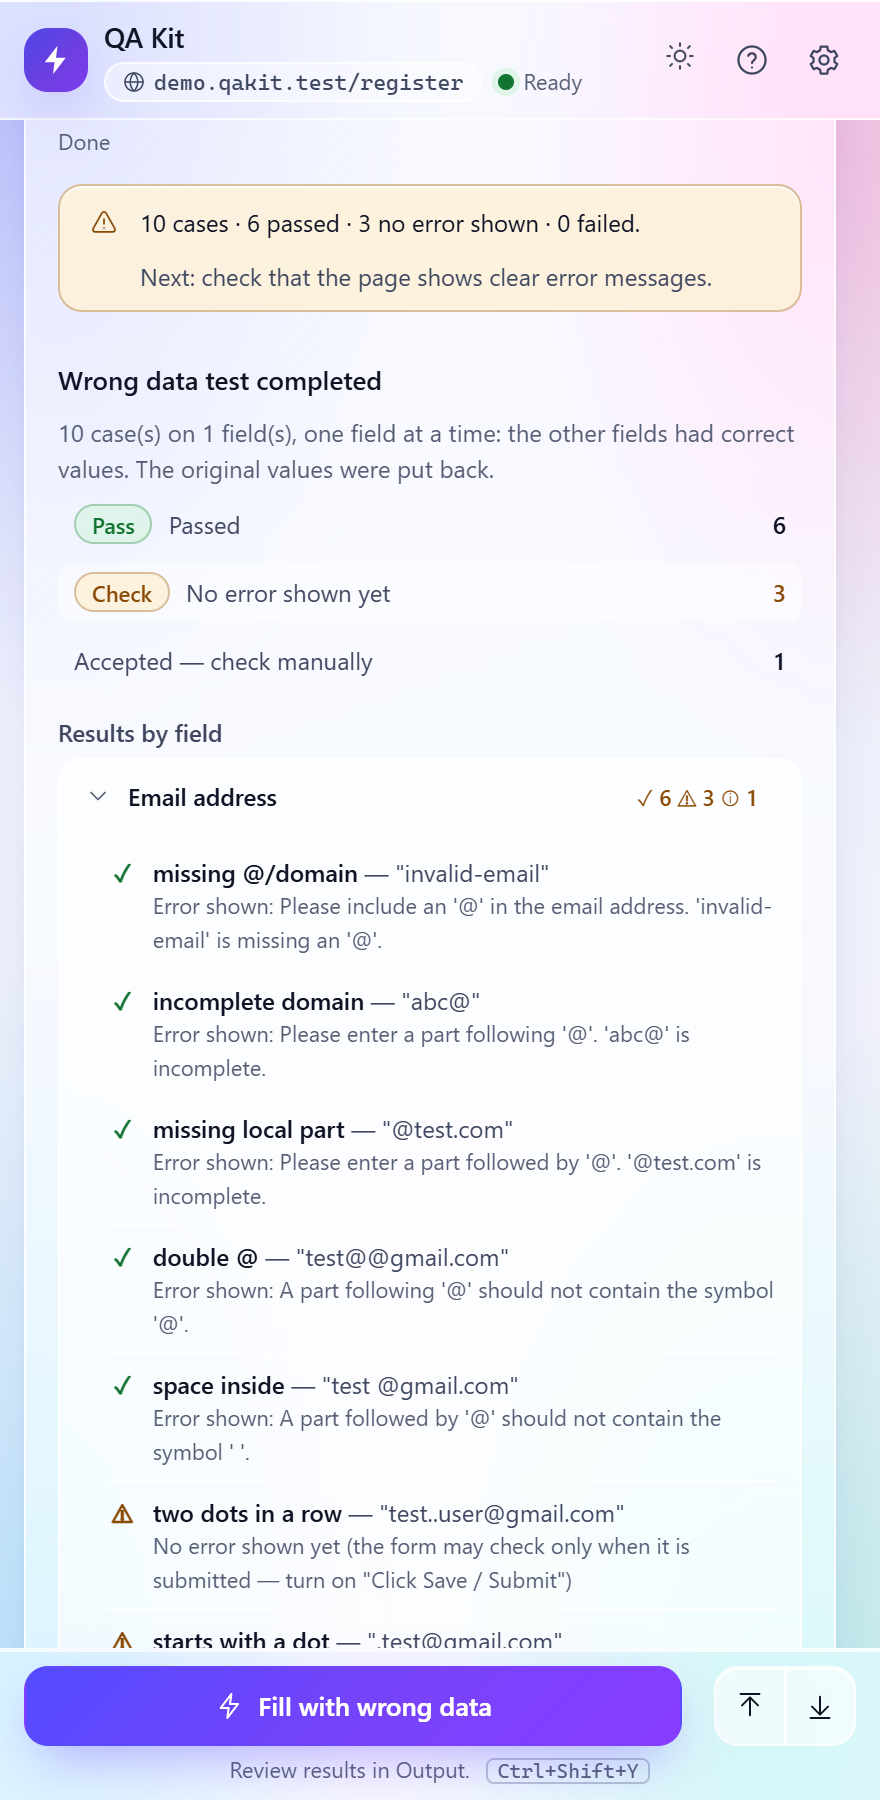 QA Kit
demo.qakit.test/register
Ready
Done
10 cases · 6 passed · 3 no error shown · 0 failed.
Next: check that the page shows clear error messages.
Wrong data test completed
10 case(s) on 1 field(s), one field at a time: the other fields had correct
values. The original values were put back.
Pass Passed 6
Check No error shown yet 3
Accepted — check manually 1
Results by field
Email address ✓ 6 ⚠ 3 ⓘ 1
✓ missing @/domain — "invalid-email"
Error shown: Please include an '@' in the email address. 'invalid-
email' is missing an '@'.
✓ incomplete domain — "abc@"
Error shown: Please enter a part following '@'. 'abc@' is
incomplete.
✓ missing local part — "@test.com"
Error shown: Please enter a part followed by '@'. '@test.com' is
incomplete.
✓ double @ — "test@@gmail.com"
Error shown: A part following '@' should not contain the symbol
'@'.
✓ space inside — "test @gmail.com"
Error shown: A part followed by '@' should not contain the
symbol ' '.
⚠ two dots in a row — "test..user@gmail.com"
No error shown yet (the form may check only when it is
submitted — turn on "Click Save / Submit")
⚠ starts with a dot — ".test@gmail.com"
Fill with wrong data
Review results in Output. Ctrl+Shift+Y